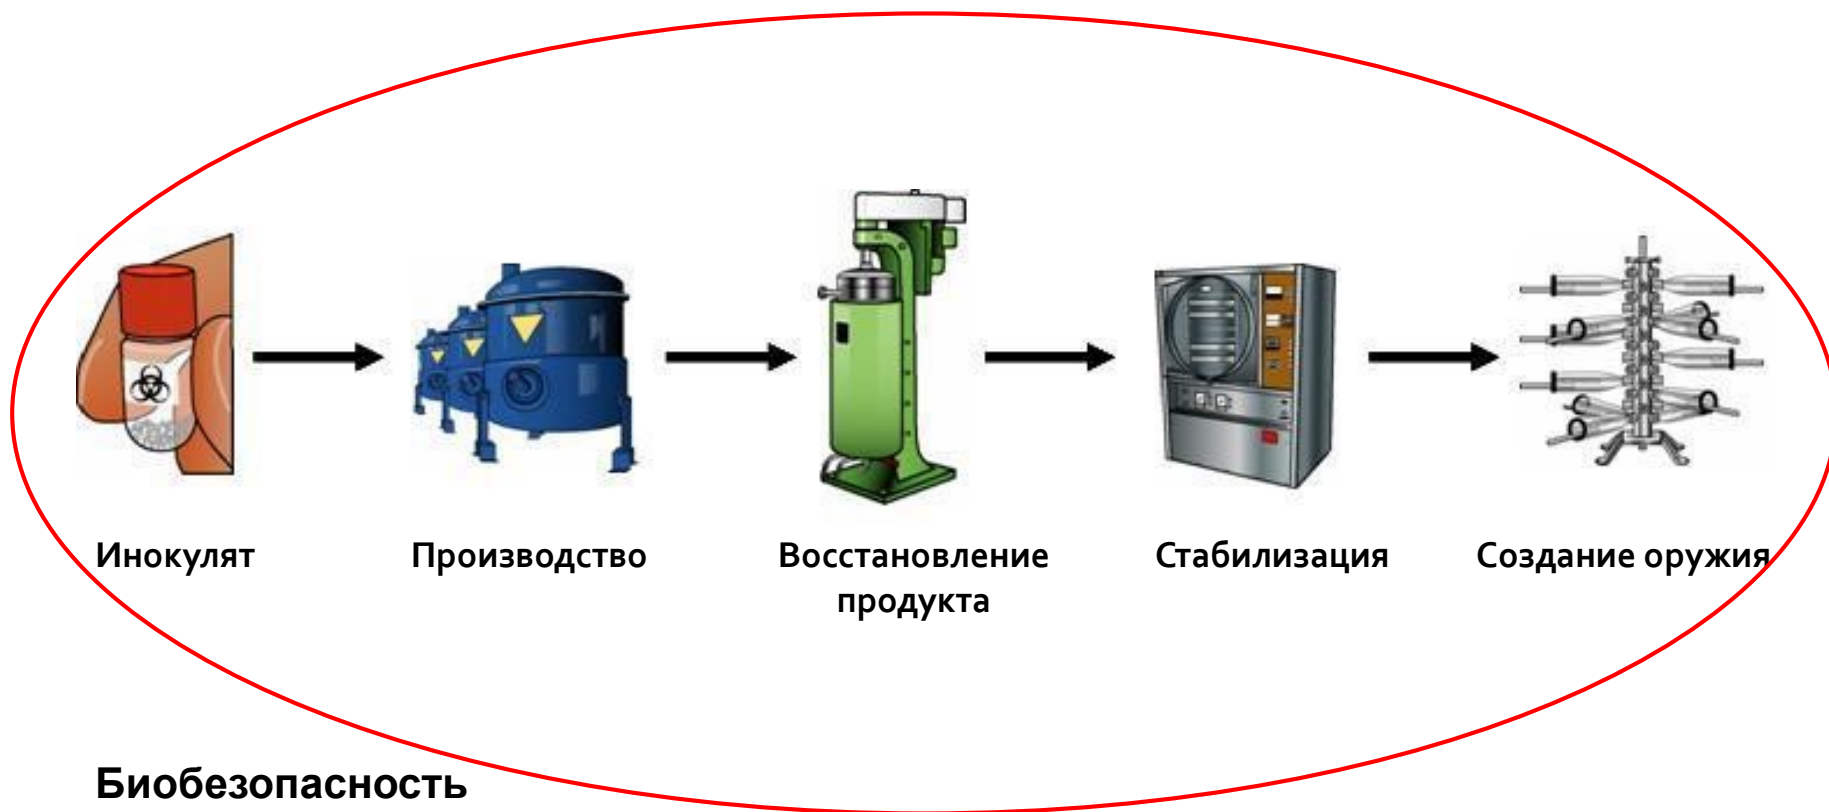 Инокулят
Производство
Восстановление
продукта
Стабилизация
Создание оружия
Биобезопасность